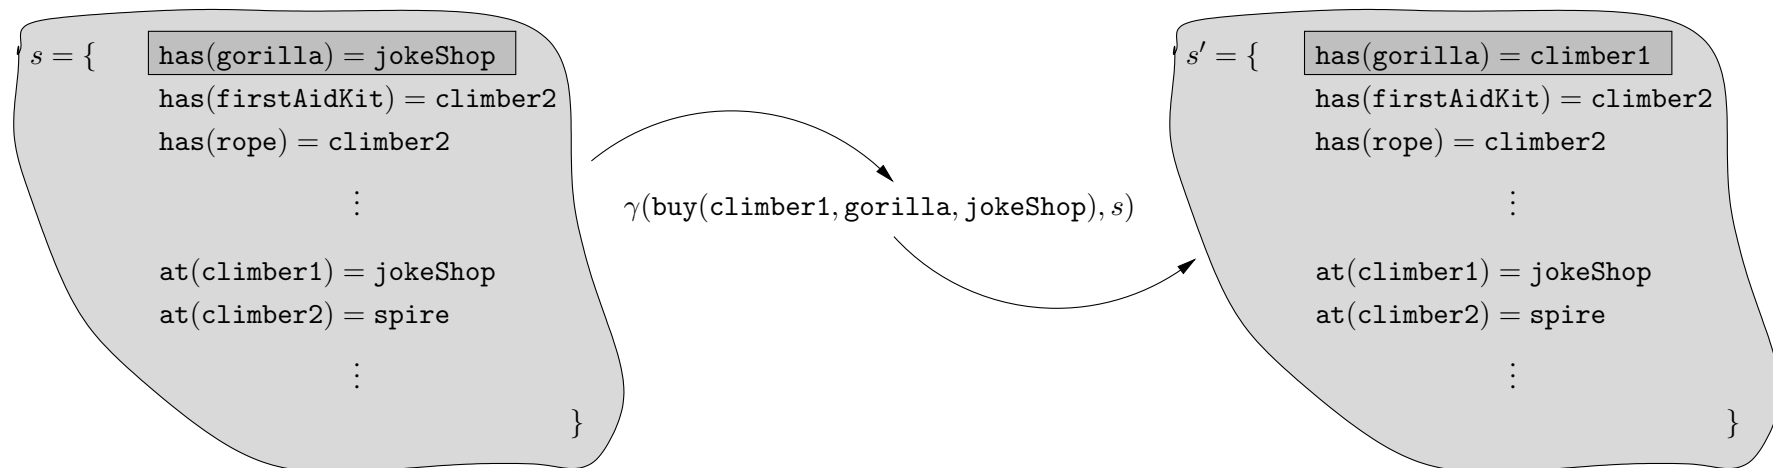 s = { has(gorilla) = jokeShop
has(firstAidKit) = climber2
has(rope) = climber2
⋮
at(climber1) = jokeShop
at(climber2) = spire
⋮
}
γ(buy(climber1, gorilla, jokeShop), s)
s′ = { has(gorilla) = climber1
has(firstAidKit) = climber2
has(rope) = climber2
⋮
at(climber1) = jokeShop
at(climber2) = spire
⋮
}